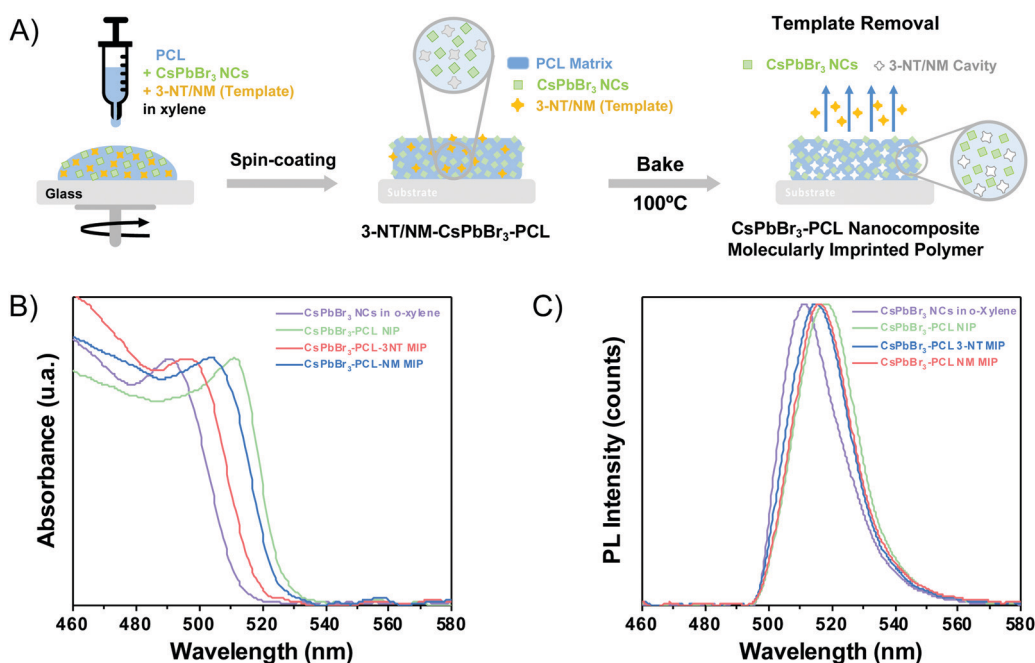 A)
PCL
+ CsPbBr₃ NCs
+ 3-NT/NM (Template)
in xylene
Glass
Spin-coating
PCL Matrix
CsPbBr₃ NCs
3-NT/NM (Template)
Substrate
3-NT/NM-CsPbBr₃-PCL
Bake
100ºC
Template Removal
CsPbBr₃ NCs
3-NT/NM Cavity
Substrate
CsPbBr₃-PCL Nanocomposite
Molecularly Imprinted Polymer
B)
CsPbBr₃ NCs in o-xylene
CsPbBr₃-PCL NIP
CsPbBr₃-PCL-3NT MIP
CsPbBr₃-PCL-NM MIP
Absorbance (u.a.)
460 480 500 520 540 560 580
Wavelength (nm)
C)
CsPbBr₃ NCs in o-Xylene
CsPbBr₃-PCL NIP
CsPbBr₃-PCL 3-NT MIP
CsPbBr₃-PCL NM MIP
PL Intensity (counts)
460 480 500 520 540 560 580
Wavelength (nm)